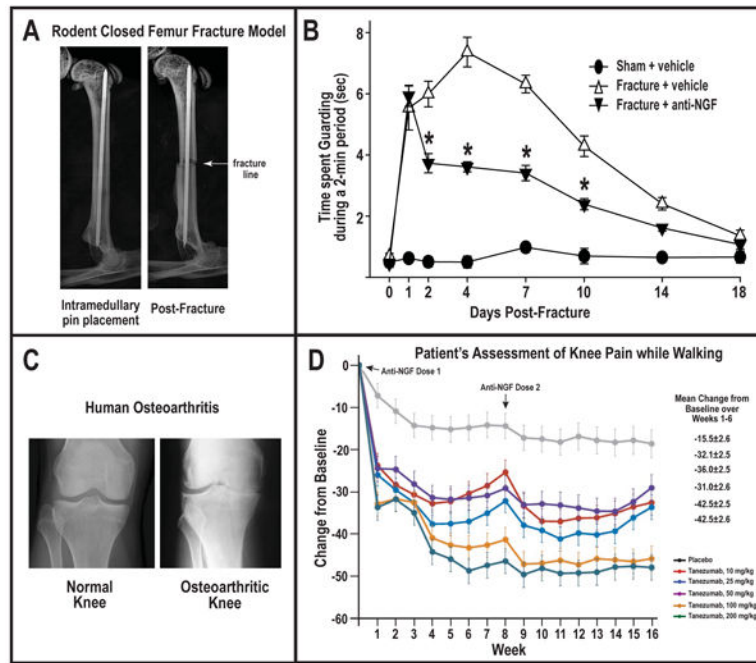 A
Rodent Closed Femur Fracture Model
fracture
line
Intramedullary
pin placement
Post-Fracture
B
Time spent Guarding
during a 2-min period (sec)
8
6
4
2
Sham + vehicle
Fracture + vehicle
Fracture + anti-NGF
*
*
*
*
0
1
2
4
7
10
14
18
Days Post-Fracture
C
Human Osteoarthritis
Normal
Knee
Osteoarthritic
Knee
D
Patient's Assessment of Knee Pain while Walking
Change from Baseline
0
-10
-20
-30
-40
-50
-60
Anti-NGF Dose 1
Anti-NGF Dose 2
1 2 3 4 5 6 7 8 9 10 11 12 13 14 15 16
Week
Mean Change from
Baseline over
Weeks 1-6
-15.5±2.6
-32.1±2.5
-36.0±2.5
-31.0±2.6
-42.5±2.5
-42.5±2.6
Placebo
Tanezumab, 10 mg/kg
Tanezumab, 25 mg/kg
Tanezumab, 50 mg/kg
Tanezumab, 100 mg/kg
Tanezumab, 200 mg/kg